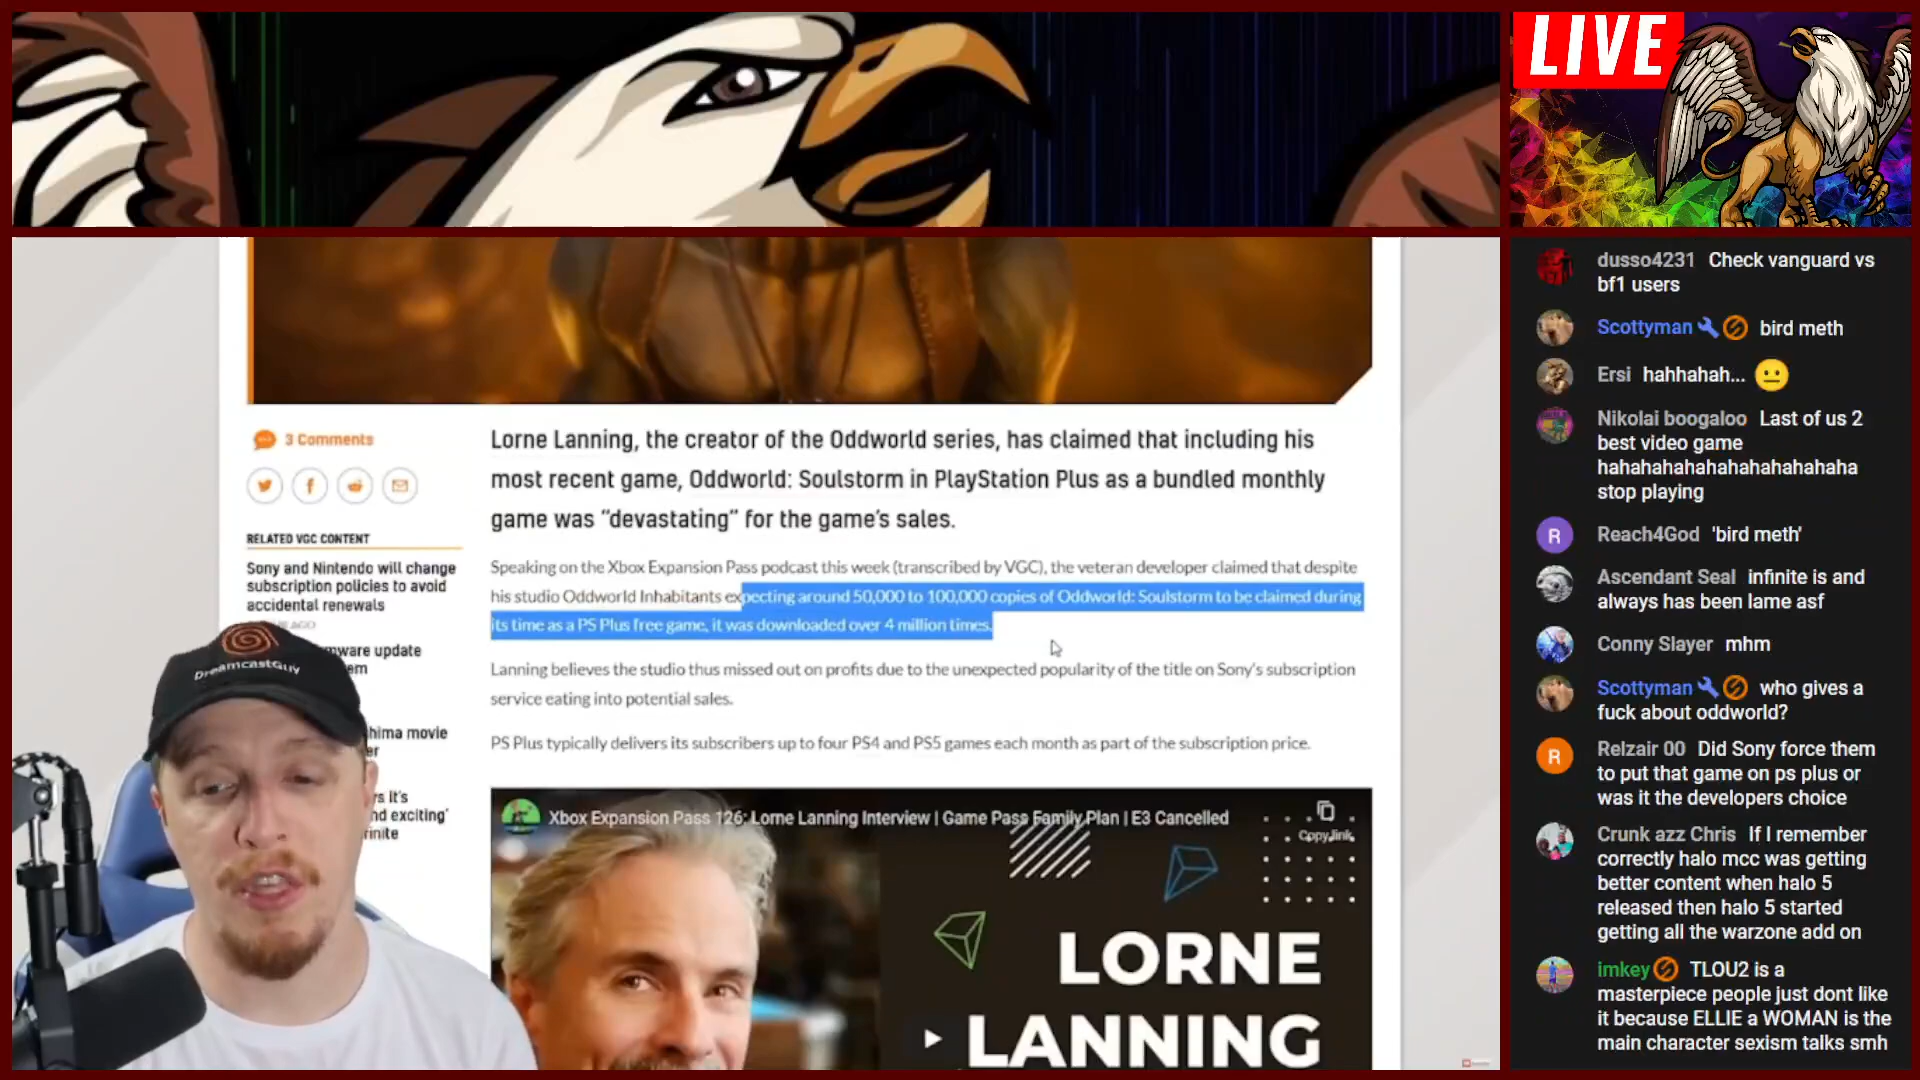 LIVE
3 Comments
RELATED VGC CONTENT
Sony and Nintendo will change
subscription policies to avoid
accidental renewals
AGO
mware update
em
hima movie
er
rs it's
nd exciting'
finite
DreamcastGuy
Lorne Lanning, the creator of the Oddworld series, has claimed that including his
most recent game, Oddworld: Soulstorm in PlayStation Plus as a bundled monthly
game was “devastating” for the game's sales.
Speaking on the Xbox Expansion Pass podcast this week (transcribed by VGC), the veteran developer claimed that despite
his studio Oddworld Inhabitants expecting around 50,000 to 100,000 copies of Oddworld: Soulstorm to be claimed during
its time as a PS Plus free game, it was downloaded over 4 million times.
Lanning believes the studio thus missed out on profits due to the unexpected popularity of the title on Sony's subscription
service eating into potential sales.
PS Plus typically delivers its subscribers up to four PS4 and PS5 games each month as part of the subscription price.
Xbox Expansion Pass 126: Lorne Lanning Interview | Game Pass Family Plan | E3 Cancelled
Copy link
LORNE
LANNING
dusso4231 Check vanguard vs
bf1 users
Scottyman bird meth
Ersi hahhahah...
Nikolai boogaloo Last of us 2
best video game
hahahahahahahahahahaha
stop playing
R
Reach4God 'bird meth'
Ascendant Seal infinite is and
always has been lame asf
Conny Slayer mhm
Scottyman who gives a
fuck about oddworld?
R
Relzair 00 Did Sony force them
to put that game on ps plus or
was it the developers choice
Crunk azz Chris If I remember
correctly halo mcc was getting
better content when halo 5
released then halo 5 started
getting all the warzone add on
imkey TLOU2 is a
masterpiece people just dont like
it because ELLIE a WOMAN is the
main character sexism talks smh